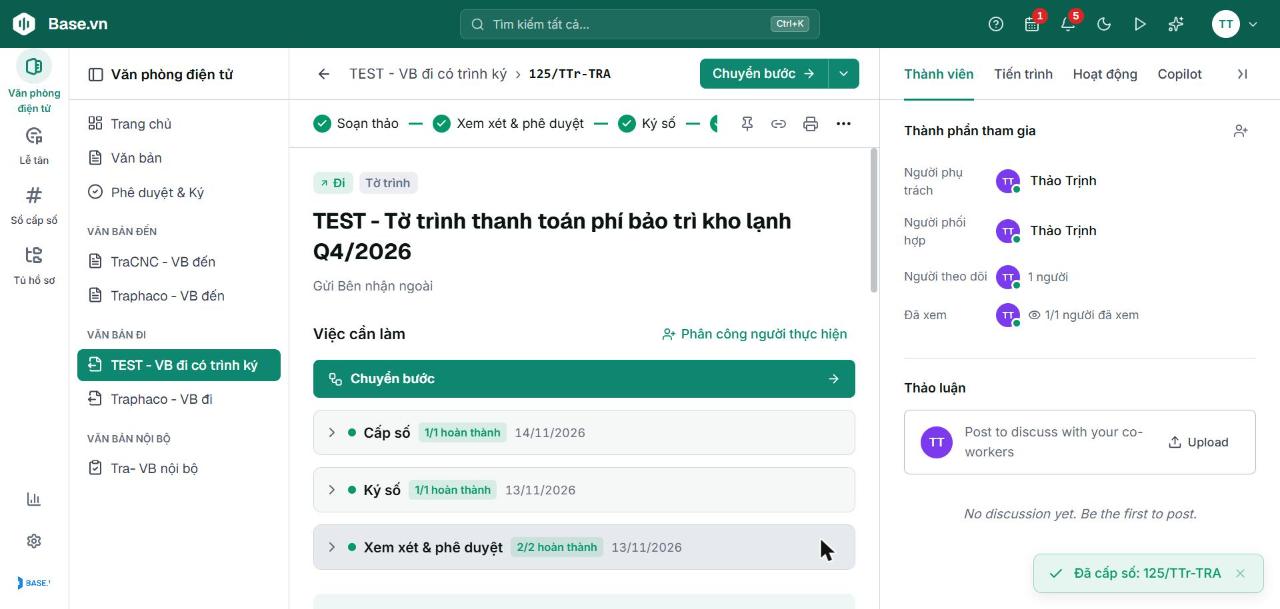 Base.vn
Tìm kiếm tất cả...
Ctrl+K
1
5
TT
Văn phòng
điện tử
Lễ tân
Sổ cấp số
Tủ hồ sơ
BASE.
Văn phòng điện tử
Trang chủ
Văn bản
Phê duyệt & Ký
VĂN BẢN ĐẾN
TraCNC - VB đến
Traphaco - VB đến
VĂN BẢN ĐI
TEST - VB đi có trình ký
Traphaco - VB đi
VĂN BẢN NỘI BỘ
Tra- VB nội bộ
TEST - VB đi có trình ký › 125/TTr-TRA
Chuyển bước
Soạn thảo
Xem xét & phê duyệt
Ký số
Đi
Tờ trình
TEST - Tờ trình thanh toán phí bảo trì kho lạnh
Q4/2026
Gửi Bên nhận ngoài
Việc cần làm
Phân công người thực hiện
Chuyển bước
Cấp số 1/1 hoàn thành 14/11/2026
Ký số 1/1 hoàn thành 13/11/2026
Xem xét & phê duyệt 2/2 hoàn thành 13/11/2026
Thành viên
Tiến trình
Hoạt động
Copilot
Thành phần tham gia
Người phụ
trách
TT
Thảo Trịnh
Người phối
hợp
TT
Thảo Trịnh
Người theo dõi
TT
1 người
Đã xem
TT
1/1 người đã xem
Thảo luận
TT
Post to discuss with your co-
workers
Upload
No discussion yet. Be the first to post.
Đã cấp số: 125/TTr-TRA